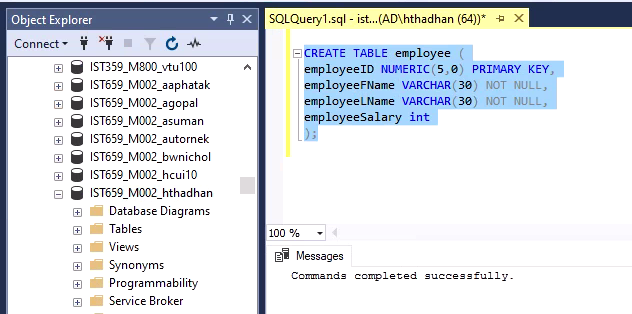 Object Explorer
Connect
IST359_M800_vtu100
IST659_M002_aaphatak
IST659_M002_agopal
IST659_M002_asuman
IST659_M002_autornek
IST659_M002_bwnichol
IST659_M002_hcui10
IST659_M002_hthadhan
Database Diagrams
Tables
Views
Synonyms
Programmability
Service Broker
SQLQuery1.sql - ist...(AD\hthadhan (64))*
CREATE TABLE employee (
employeeID NUMERIC(5,0) PRIMARY KEY,
employeeFName VARCHAR(30) NOT NULL,
employeeLName VARCHAR(30) NOT NULL,
employeeSalary int
);
100 %
Messages
Commands completed successfully.